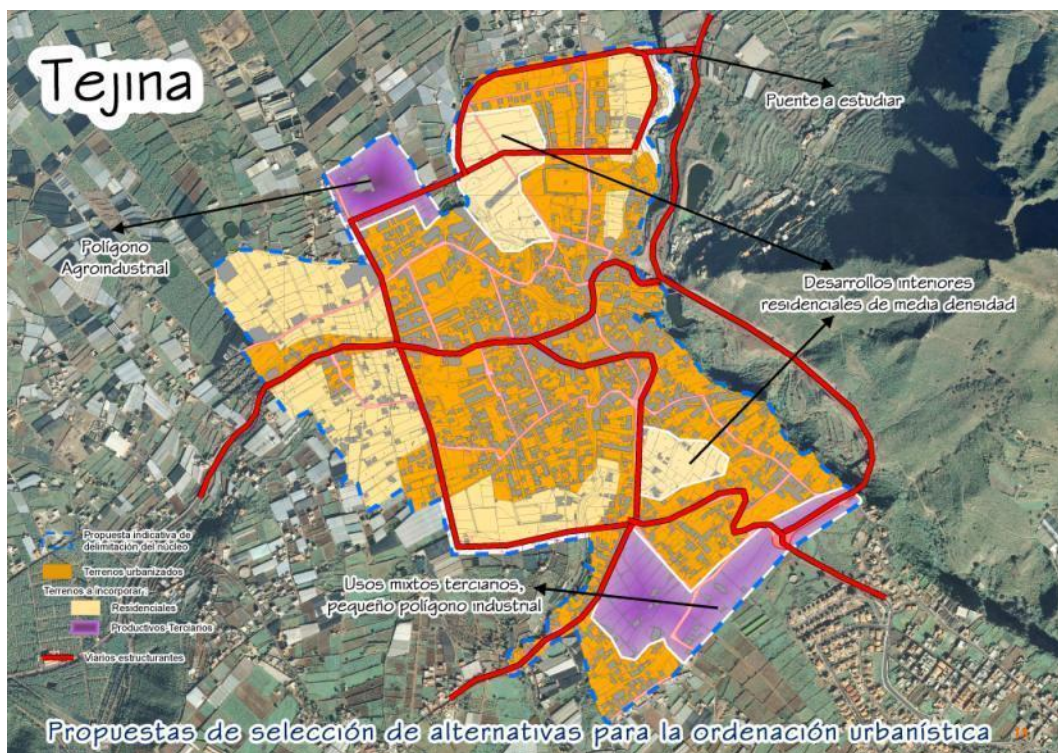 Tejina
Puente a estudiar
Polígono
Agroindustrial
Desarrollos interiores
residenciales de media densidad
Usos mixtos terciarios,
pequeño polígono industrial
Propuesta indicativa de
delimitación del núcleo
Terrenos urbanizados
Terrenos a incorporar:
Residenciales
Productivos-Terciarios
Viarios estructurantes
Propuestas de selección de alternativas para la ordenación urbanística